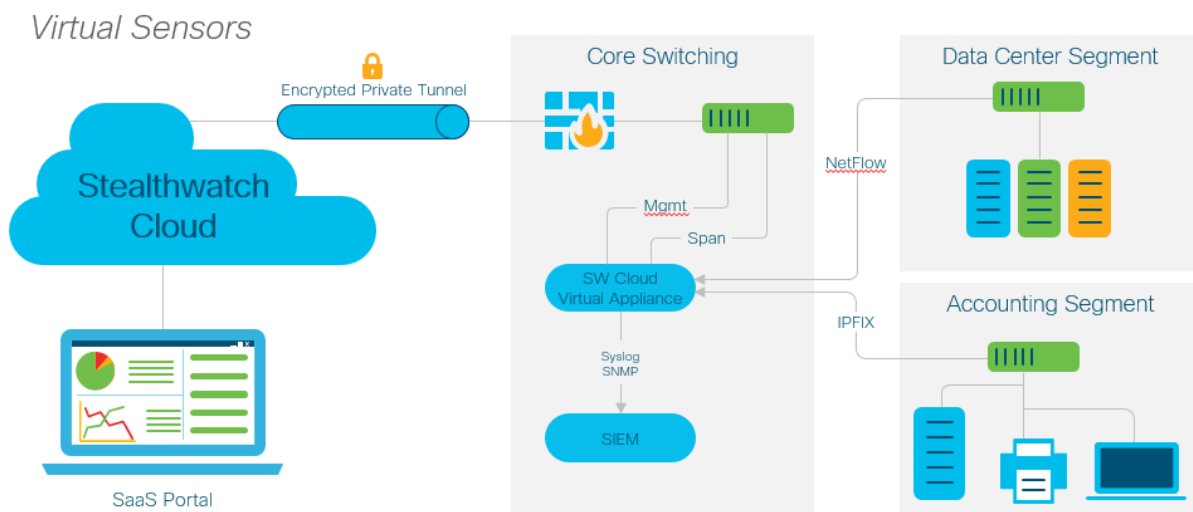 Virtual Sensors
Encrypted Private Tunnel
Stealthwatch
Cloud
SaaS Portal
Core Switching
Mgmt
Span
SW Cloud
Virtual Appliance
Syslog
SNMP
SIEM
NetFlow
IPFIX
Data Center Segment
Accounting Segment